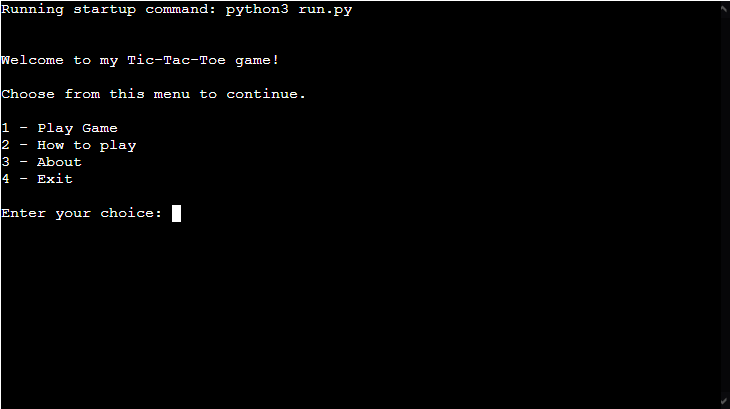 Running startup command: python3 run.py
Welcome to my Tic-Tac-Toe game!
Choose from this menu to continue.
1 - Play Game
2 - How to play
3 - About
4 - Exit
Enter your choice: